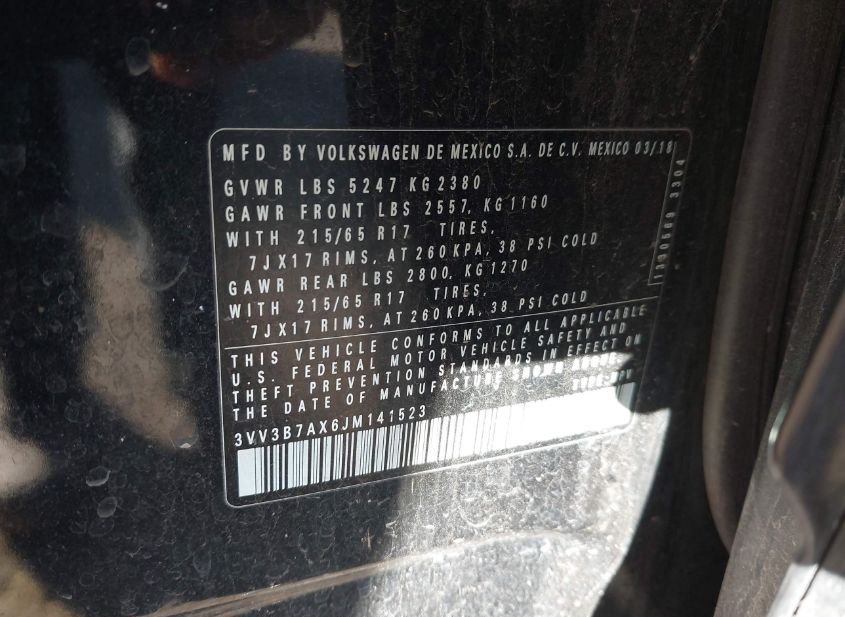 MFD BY VOLKSWAGEN DE MEXICO S.A. DE C.V. MEXICO 03/18
GVWR LBS 5247 KG 2380
GAWR FRONT LBS 2557, KG 1160
WITH 215/65 R17 TIRES,
7JX17 RIMS, AT 260 KPA, 38 PSI COLD
GAWR REAR LBS 2800, KG 1270
WITH 215/65 R17 TIRES,
7JX17 RIMS, AT 260 KPA, 38 PSI COLD
THIS VEHICLE CONFORMS TO ALL APPLICABLE
U.S. FEDERAL MOTOR VEHICLE SAFETY AND
THEFT PREVENTION STANDARDS IN EFFECT ON
THE DATE OF MANUFACTURE SHOWN ABOVE.
3VV3B7AX6JM141523